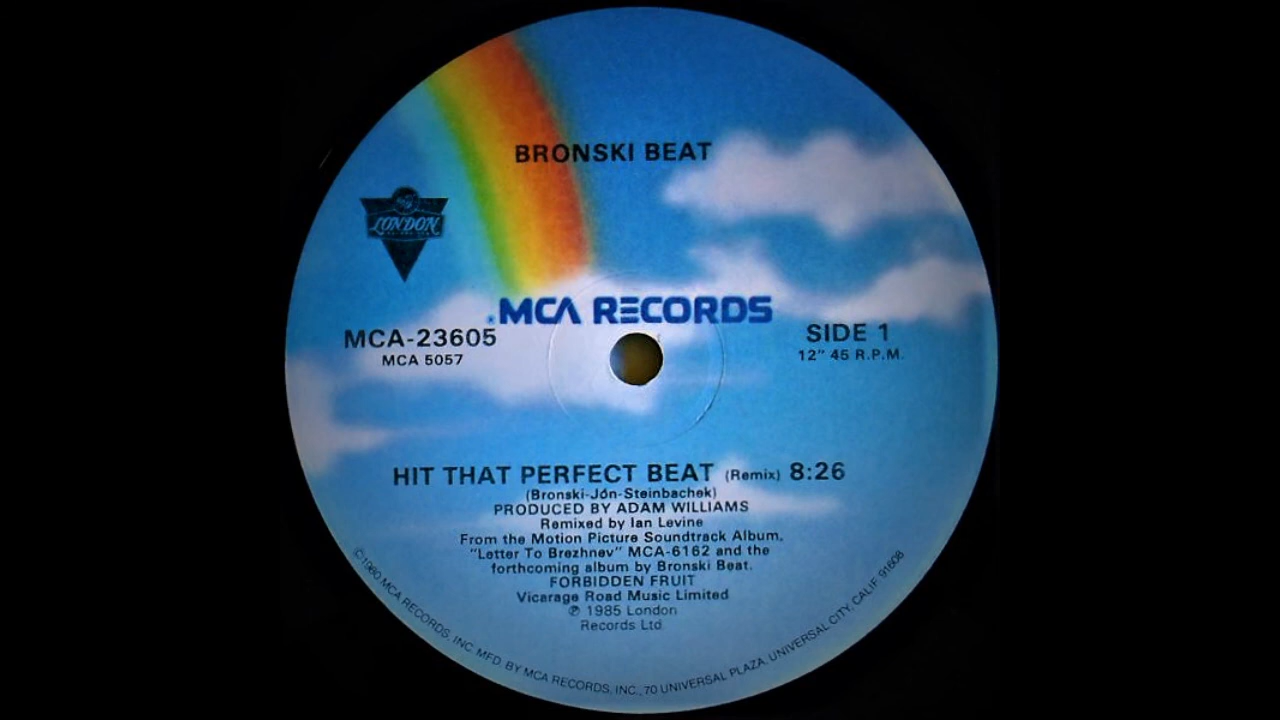 BRONSKI BEAT
LONDON
MCA RECORDS
MCA-23605
MCA 5057
SIDE 1
12" 45 R.P.M.
HIT THAT PERFECT BEAT (Remix) 8:26
(Bronski-Jón-Steinbachek)
PRODUCED BY ADAM WILLIAMS
Remixed by Ian Levine
From the Motion Picture Soundtrack Album,
"Letter To Brezhnev" MCA-6162 and the
forthcoming album by Bronski Beat.
FORBIDDEN FRUIT
Vicarage Road Music Limited
℗ 1985 London
Records Ltd
©1980 MCA RECORDS, INC. MFD. BY MCA RECORDS, INC., 70 UNIVERSAL PLAZA, UNIVERSAL CITY, CALIF. 91608